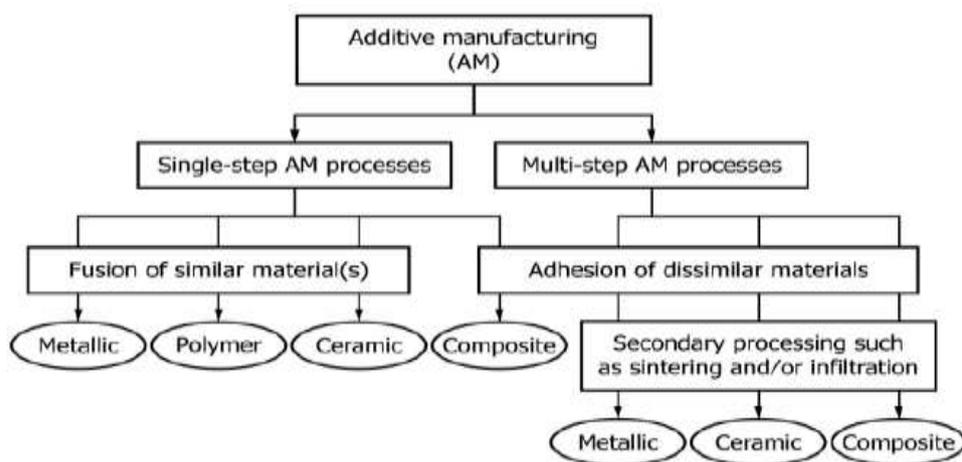 Additive manufacturing
(AM)
Single-step AM processes
Multi-step AM processes
Fusion of similar material(s)
Adhesion of dissimilar materials
Metallic
Polymer
Ceramic
Composite
Secondary processing such
as sintering and/or infiltration
Metallic
Ceramic
Composite